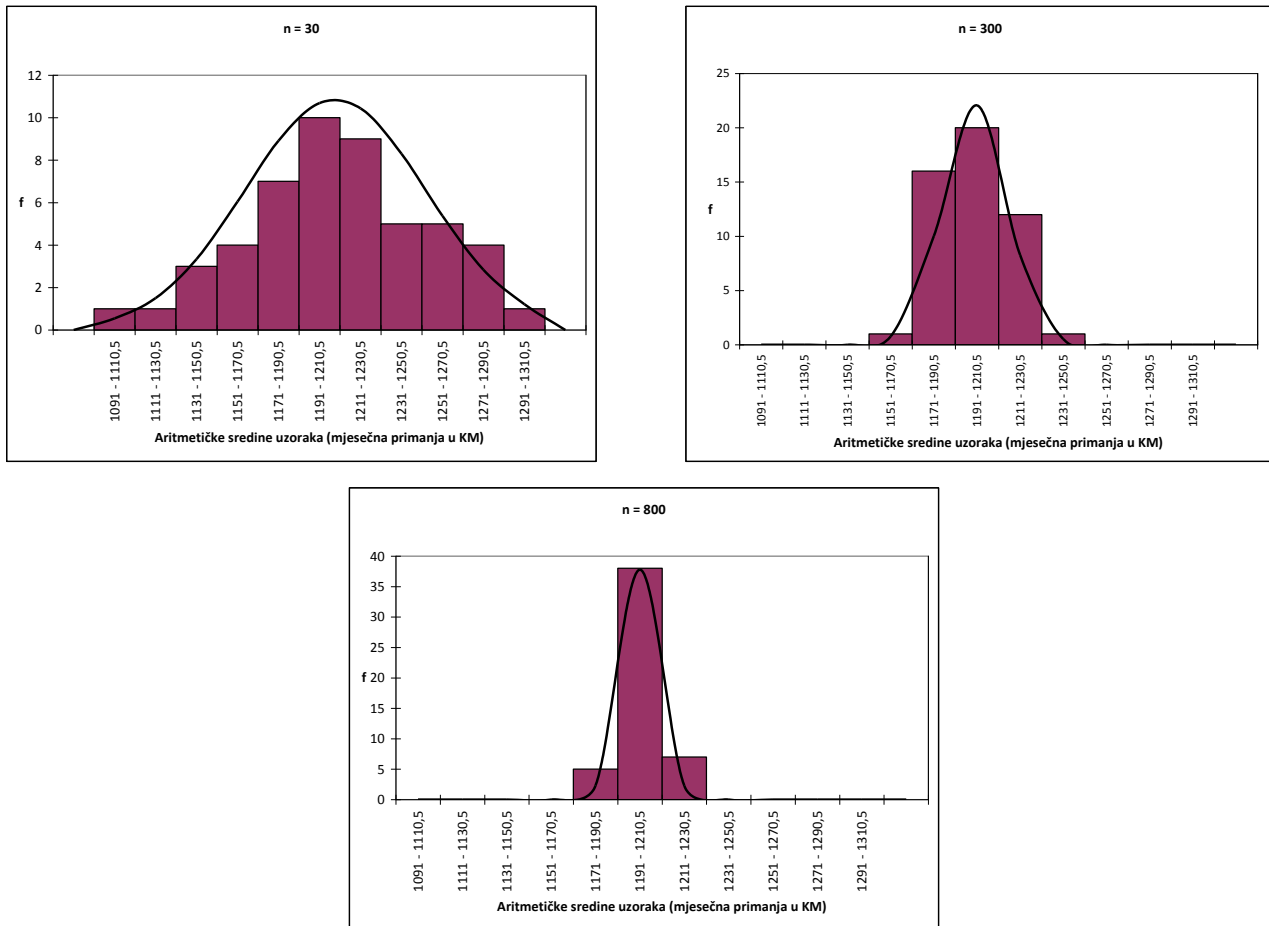 n = 30
12
10
8
6
4
2
0
f
1091 - 1110,5
1111 - 1130,5
1131 - 1150,5
1151 - 1170,5
1171 - 1190,5
1191 - 1210,5
1211 - 1230,5
1231 - 1250,5
1251 - 1270,5
1271 - 1290,5
1291 - 1310,5
Aritmetičke sredine uzoraka (mjesečna primanja u KM)
n = 300
25
20
15
10
5
0
f
1091 - 1110,5
1111 - 1130,5
1131 - 1150,5
1151 - 1170,5
1171 - 1190,5
1191 - 1210,5
1211 - 1230,5
1231 - 1250,5
1251 - 1270,5
1271 - 1290,5
1291 - 1310,5
Aritmetičke sredine uzoraka (mjesečna primanja u KM)
n = 800
40
35
30
25
20
15
10
5
0
f
1091 - 1110,5
1111 - 1130,5
1131 - 1150,5
1151 - 1170,5
1171 - 1190,5
1191 - 1210,5
1211 - 1230,5
1231 - 1250,5
1251 - 1270,5
1271 - 1290,5
1291 - 1310,5
Aritmetičke sredine uzoraka (mjesečna primanja u KM)